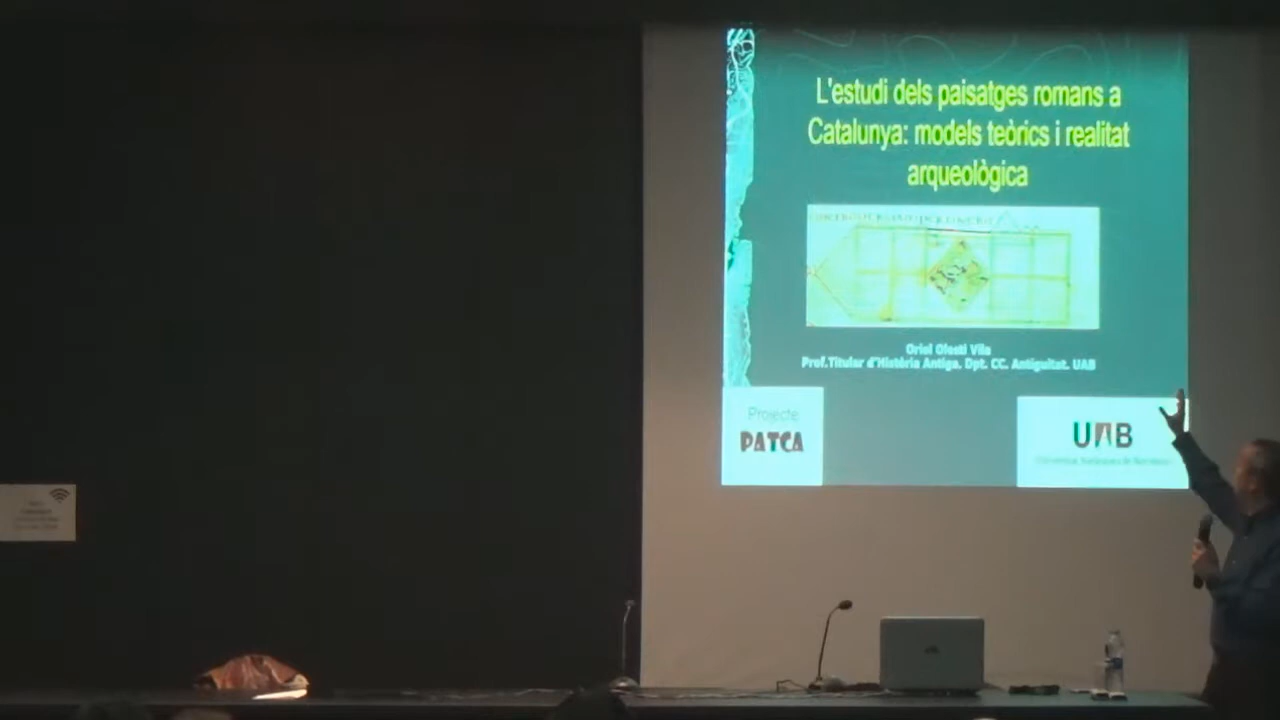 L'estudi dels paisatges romans a
Catalunya: models teòrics i realitat
arqueològica
Oriol Olesti Vila
Prof.Titular d'Història Antiga. Dpt. CC. Antiguitat. UAB
Projecte
PATCA
UAB